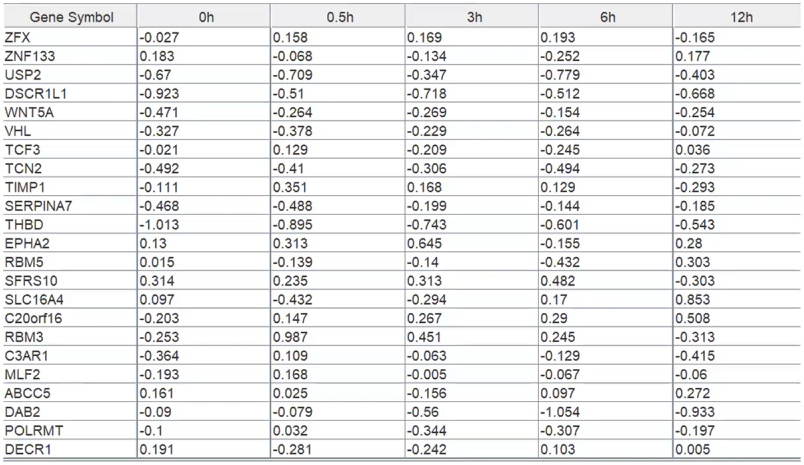 Gene Symbol 0h 0.5h 3h 6h 12h
ZFX -0.027 0.158 0.169 0.193 -0.165
ZNF133 0.183 -0.068 -0.134 -0.252 0.177
USP2 -0.67 -0.709 -0.347 -0.779 -0.403
DSCR1L1 -0.923 -0.51 -0.718 -0.512 -0.668
WNT5A -0.471 -0.264 -0.269 -0.154 -0.254
VHL -0.327 -0.378 -0.229 -0.264 -0.072
TCF3 -0.021 0.129 -0.209 -0.245 0.036
TCN2 -0.492 -0.41 -0.306 -0.494 -0.273
TIMP1 -0.111 0.351 0.168 0.129 -0.293
SERPINA7 -0.468 -0.488 -0.199 -0.144 -0.185
THBD -1.013 -0.895 -0.743 -0.601 -0.543
EPHA2 0.13 0.313 0.645 -0.155 0.28
RBM5 0.015 -0.139 -0.14 -0.432 0.303
SFRS10 0.314 0.235 0.313 0.482 -0.303
SLC16A4 0.097 -0.432 -0.294 0.17 0.853
C20orf16 -0.203 0.147 0.267 0.29 0.508
RBM3 -0.253 0.987 0.451 0.245 -0.313
C3AR1 -0.364 0.109 -0.063 -0.129 -0.415
MLF2 -0.193 0.168 -0.005 -0.067 -0.06
ABCC5 0.161 0.025 -0.156 0.097 0.272
DAB2 -0.09 -0.079 -0.56 -1.054 -0.933
POLRMT -0.1 0.032 -0.344 -0.307 -0.197
DECR1 0.191 -0.281 -0.242 0.103 0.005